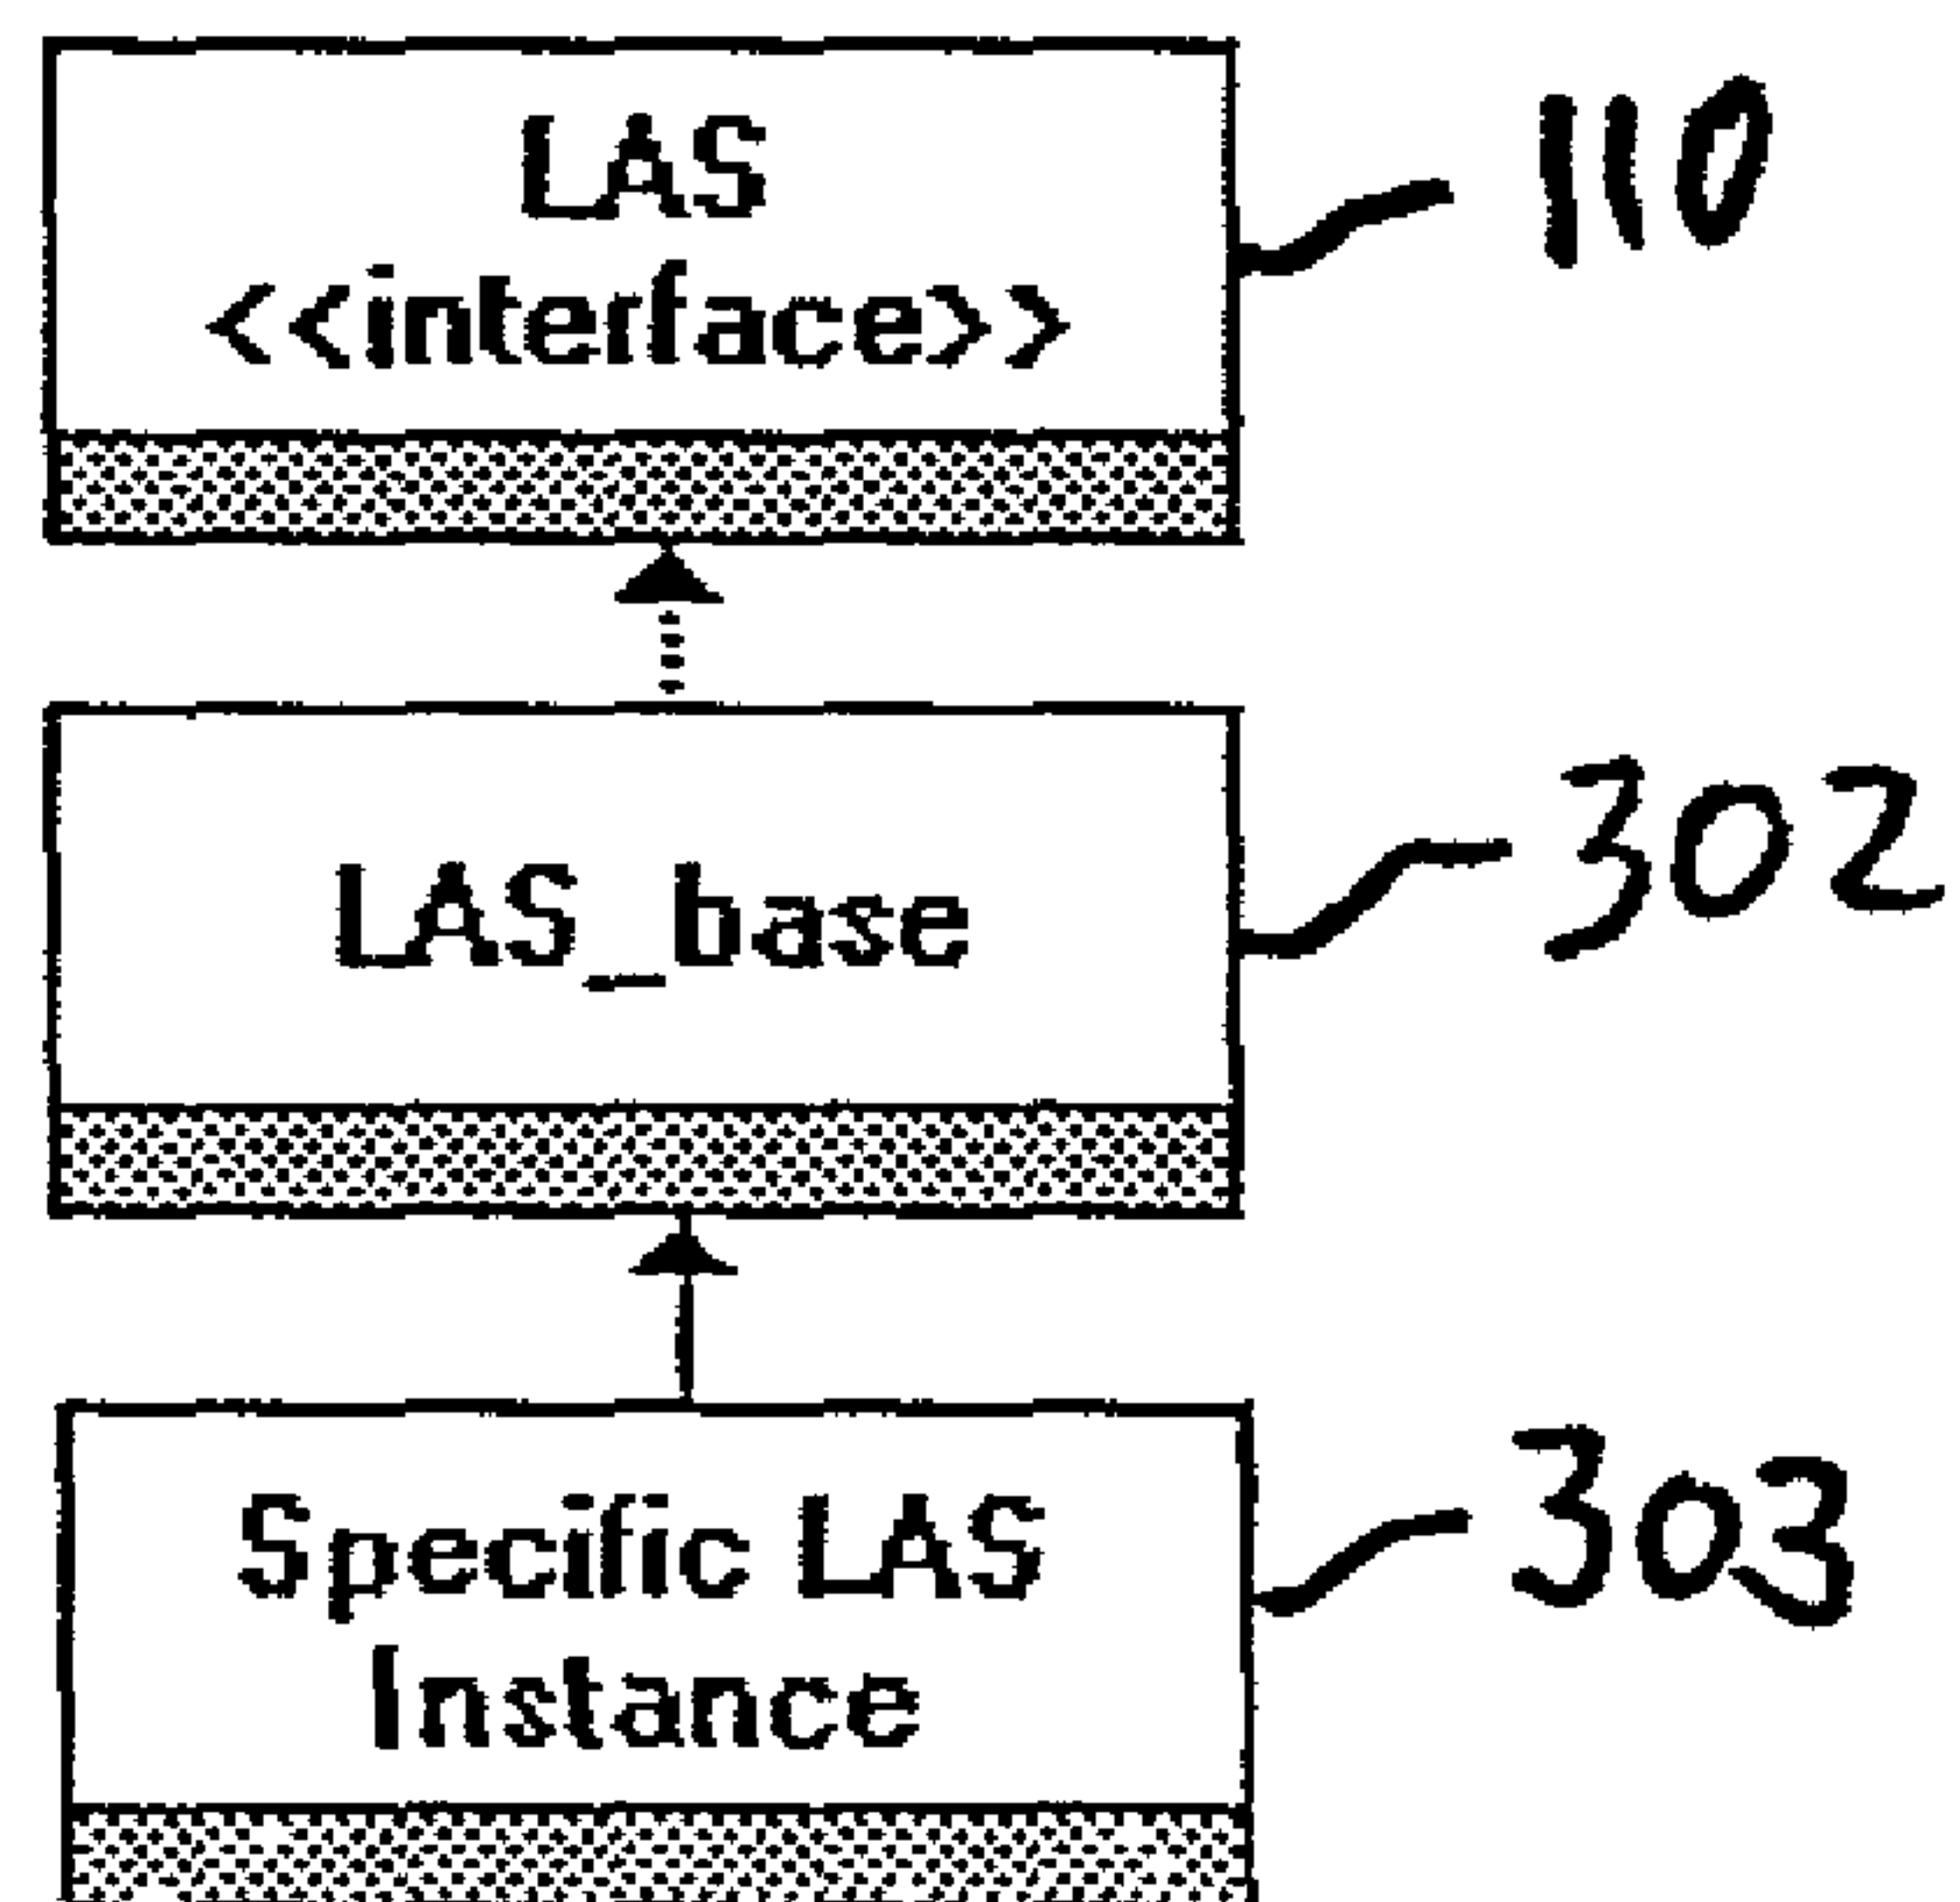 LAS
<<interface>>
110
LAS_base
302
Specific LAS
Instance
303